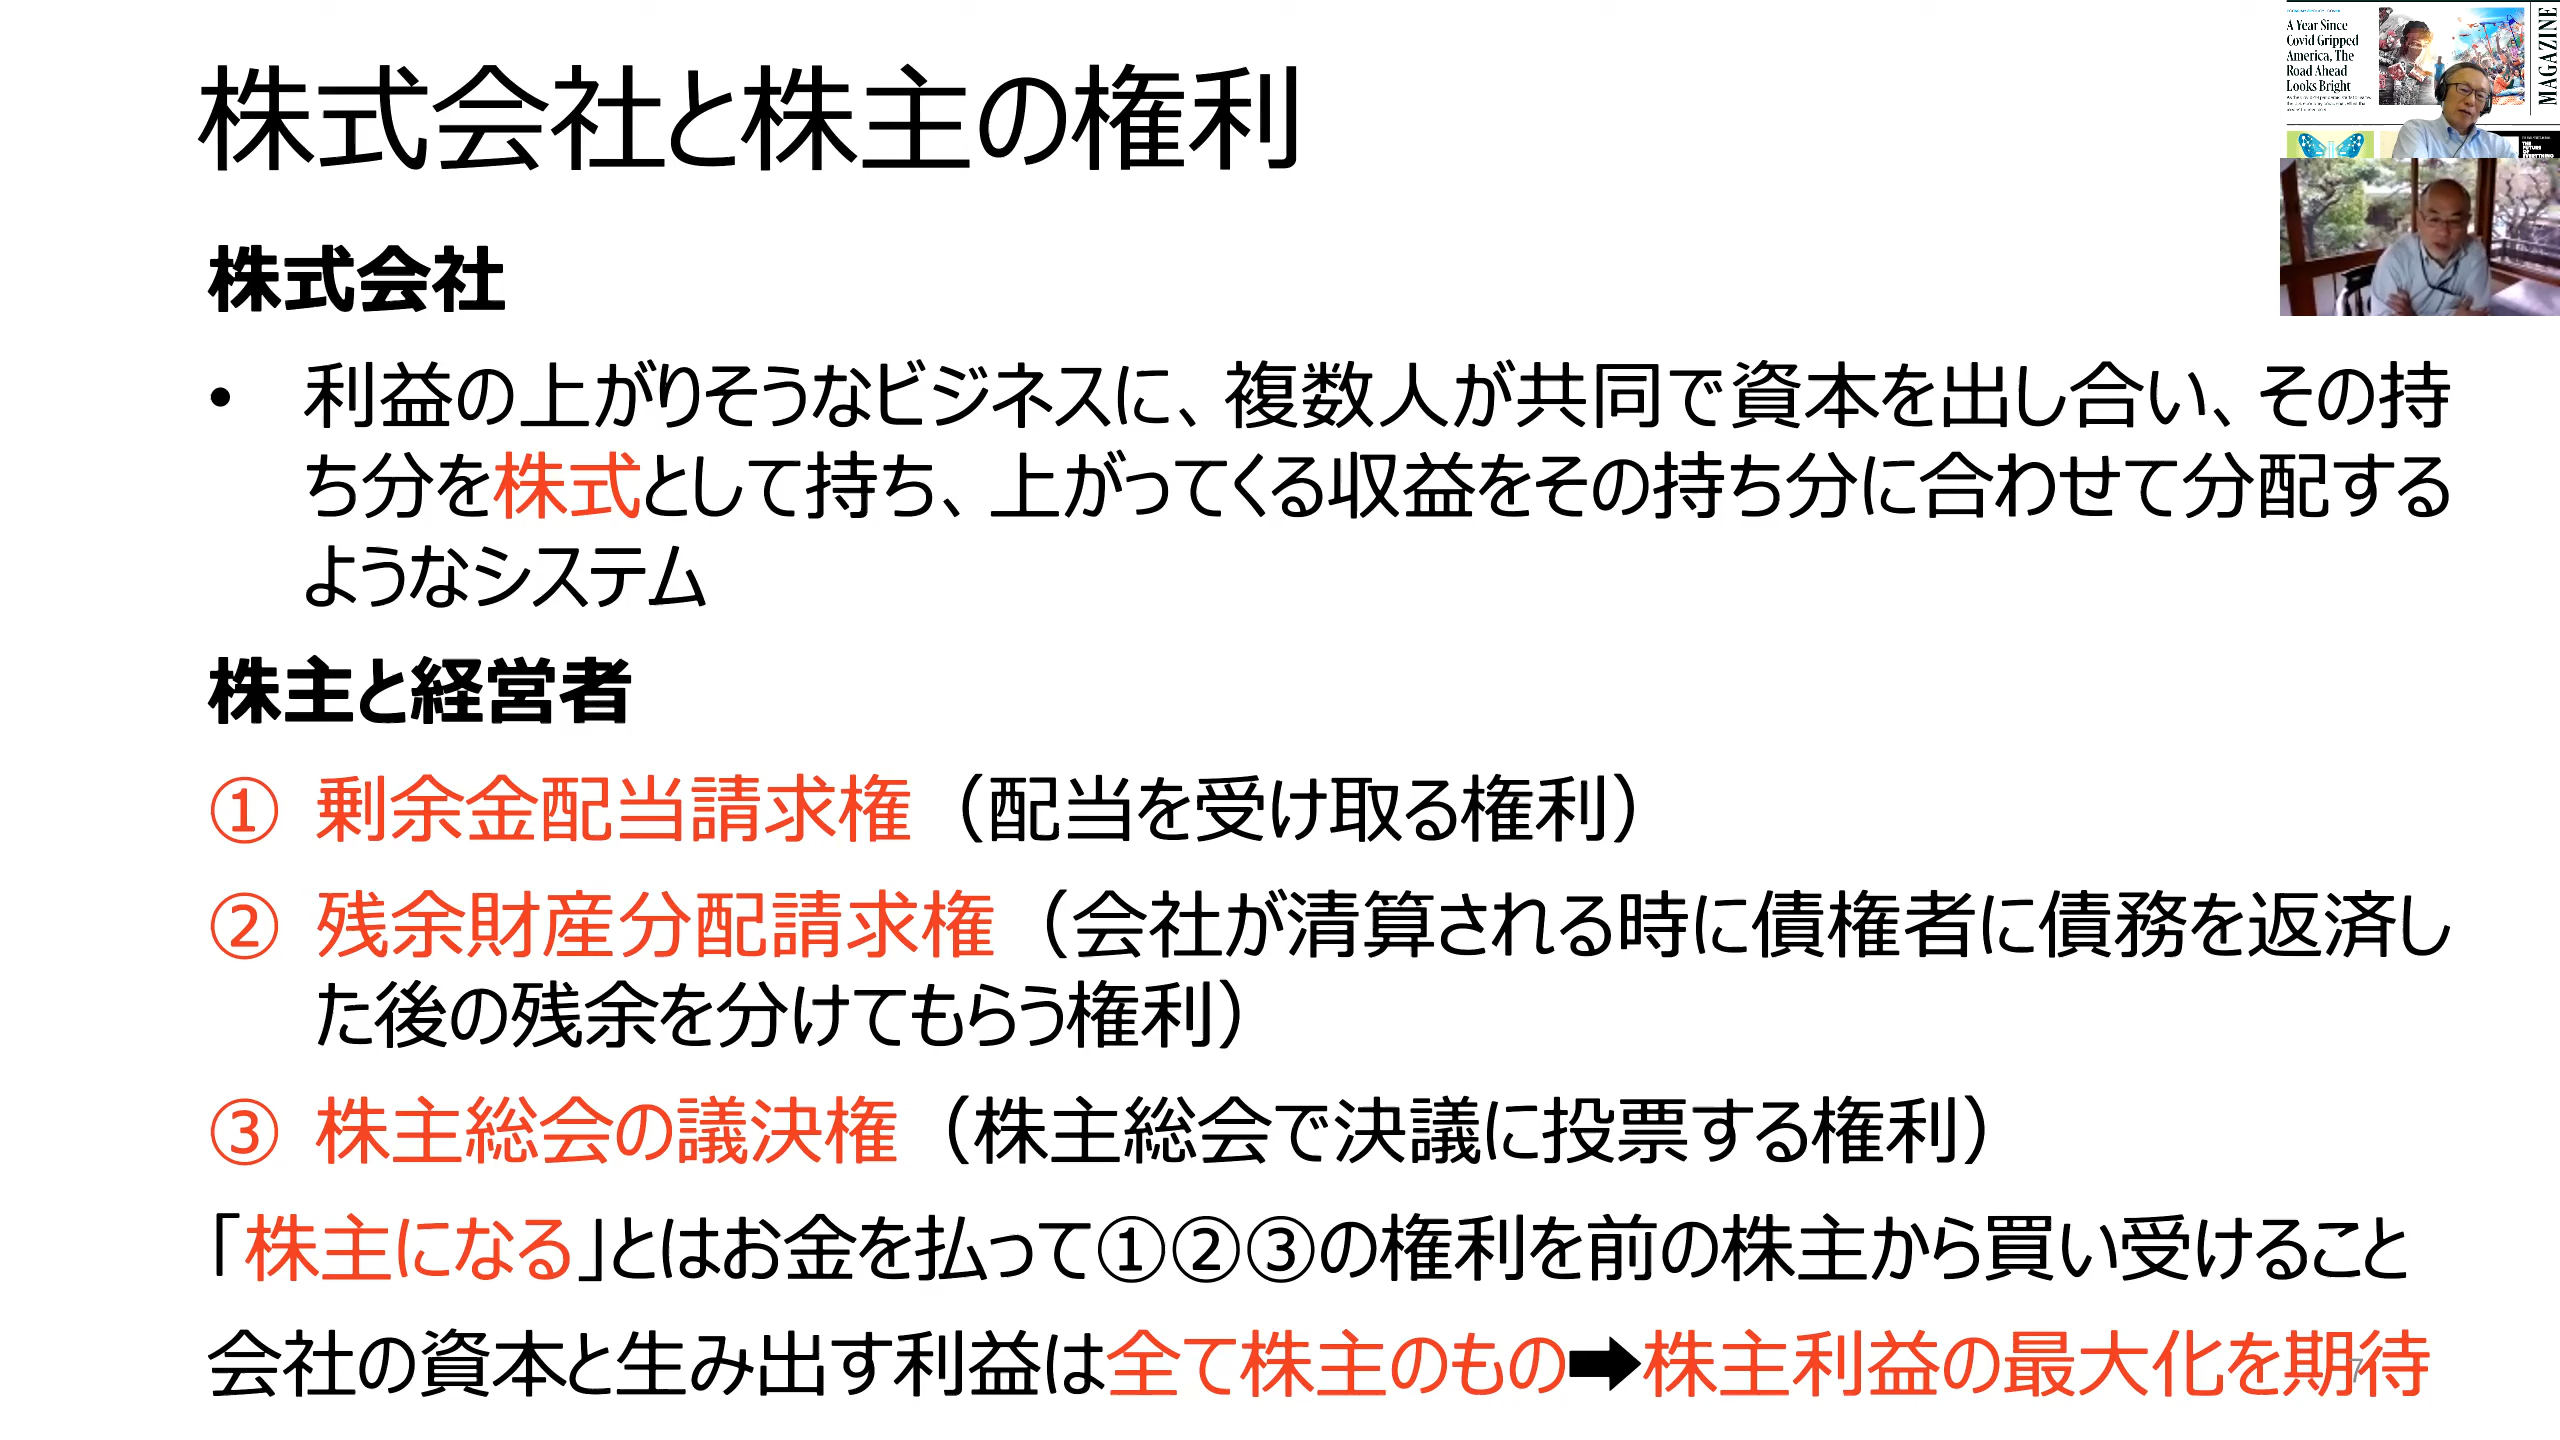 株式会社と株主の権利
株式会社
• 利益の上がりそうなビジネスに、複数人が共同で資本を出し合い、その持
ち分を株式として持ち、上がってくる収益をその持ち分に合わせて分配する
ようなシステム
株主と経営者
① 剰余金配当請求権（配当を受け取る権利）
② 残余財産分配請求権（会社が清算される時に債権者に債務を返済し
た後の残余を分けてもらう権利）
③ 株主総会の議決権（株主総会で決議に投票する権利）
「株主になる」とはお金を払って①②③の権利を前の株主から買い受けること
会社の資本と生み出す利益は全て株主のもの➡株主利益の最大化を期待
7
A Year Since
Covid Gripped
America, The
Road Ahead
Looks Bright
MAGAZINE
THE
FUTURE
OF
EVERYTHING